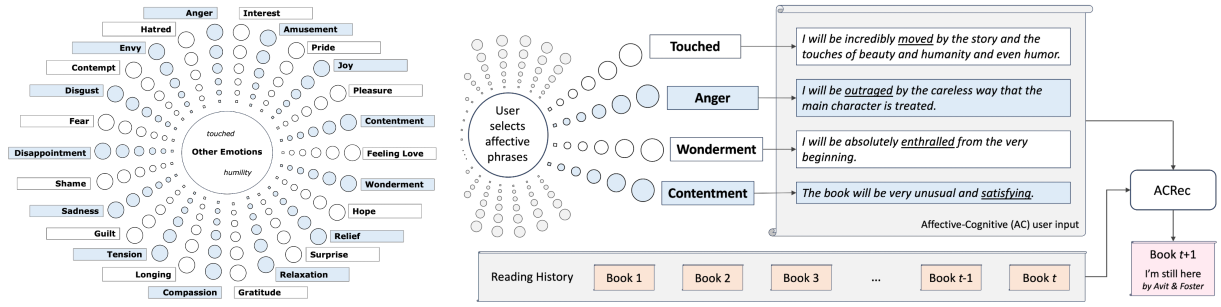 Anger
Interest
Hatred
Amusement
Envy
Pride
Contempt
Joy
Disgust
Pleasure
Fear
Contentment
touched
Other Emotions
humility
Disappointment
Feeling Love
Shame
Wonderment
Sadness
Hope
Guilt
Relief
Tension
Surprise
Longing
Relaxation
Compassion
Gratitude
User
selects
affective
phrases
Touched
I will be incredibly moved by the story and the
touches of beauty and humanity and even humor.
Anger
I will be outraged by the careless way that the
main character is treated.
Wonderment
I will be absolutely enthralled from the very
beginning.
Contentment
The book will be very unusual and satisfying.
Affective-Cognitive (AC) user input
ACRec
Reading History
Book 1
Book 2
Book 3
...
Book t-1
Book t
Book t+1
I'm still here
by Avit & Foster